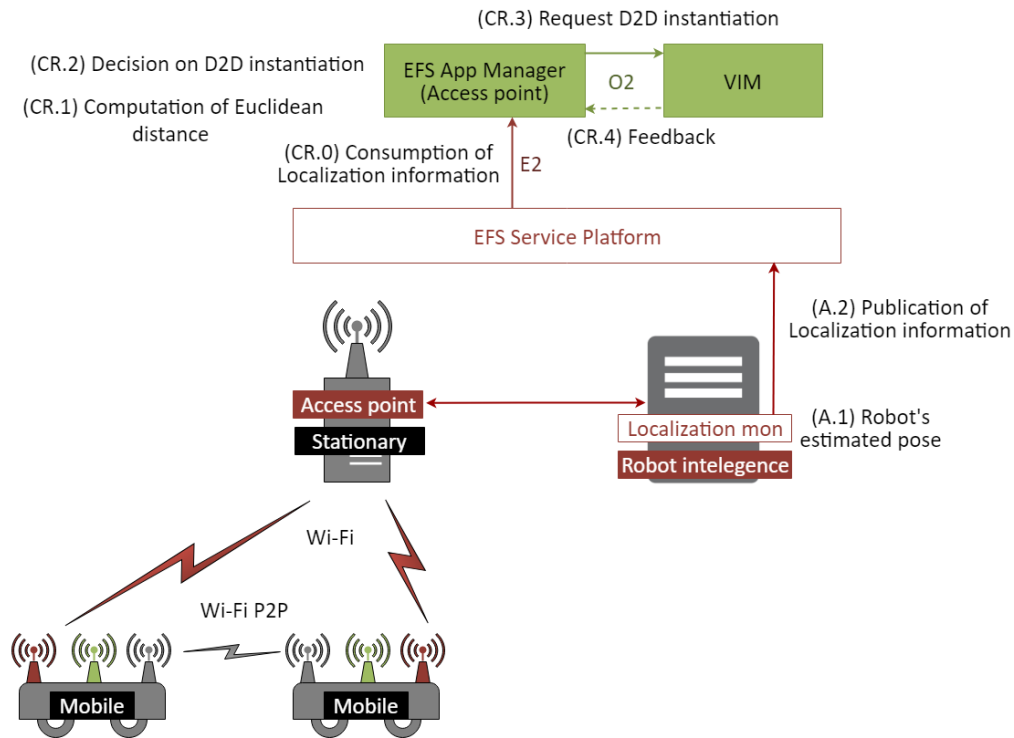 (CR.3) Request D2D instantiation
(CR.2) Decision on D2D instantiation
EFS App Manager
(Access point)
O2
VIM
(CR.1) Computation of Euclidean
distance
(CR.4) Feedback
(CR.0) Consumption of
Localization information
E2
EFS Service Platform
(A.2) Publication of
Localization information
Access point
Stationary
Localization mon
Robot intelegence
(A.1) Robot's
estimated pose
Wi-Fi
Wi-Fi P2P
Mobile
Mobile